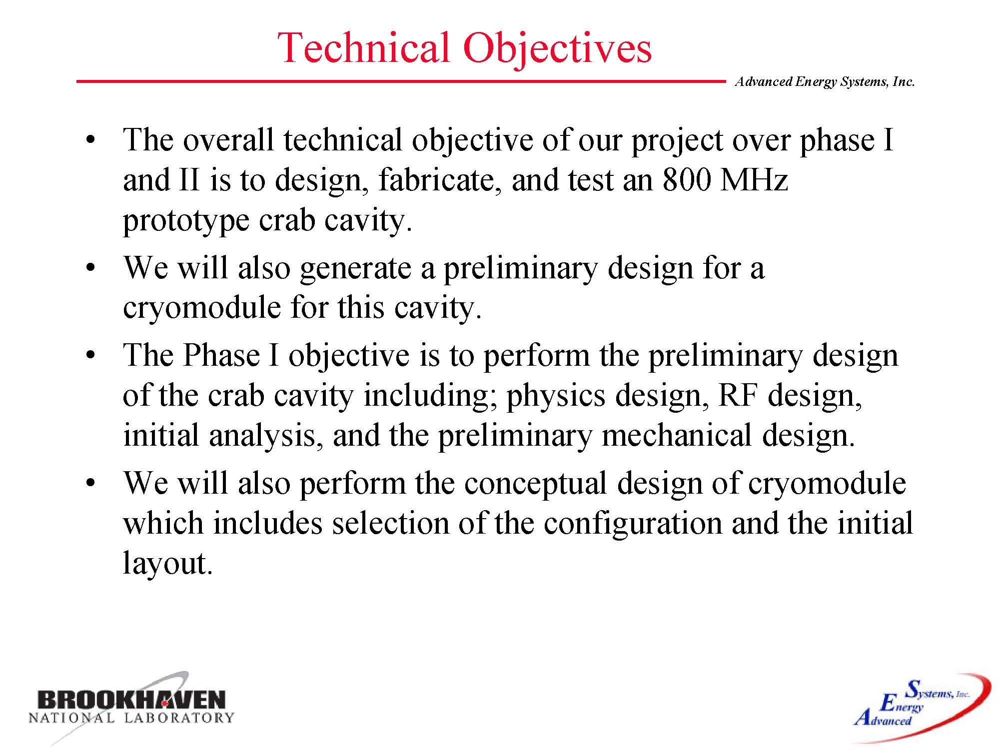 Technical Objectives
Advanced Energy Systems, Inc.
• The overall technical objective of our project over phase I
and II is to design, fabricate, and test an 800 MHz
prototype crab cavity.
• We will also generate a preliminary design for a
cryomodule for this cavity.
• The Phase I objective is to perform the preliminary design
of the crab cavity including; physics design, RF design,
initial analysis, and the preliminary mechanical design.
• We will also perform the conceptual design of cryomodule
which includes selection of the configuration and the initial
layout.
BROOKHAVEN
NATIONAL LABORATORY
Systems, Inc.
Energy
Advanced